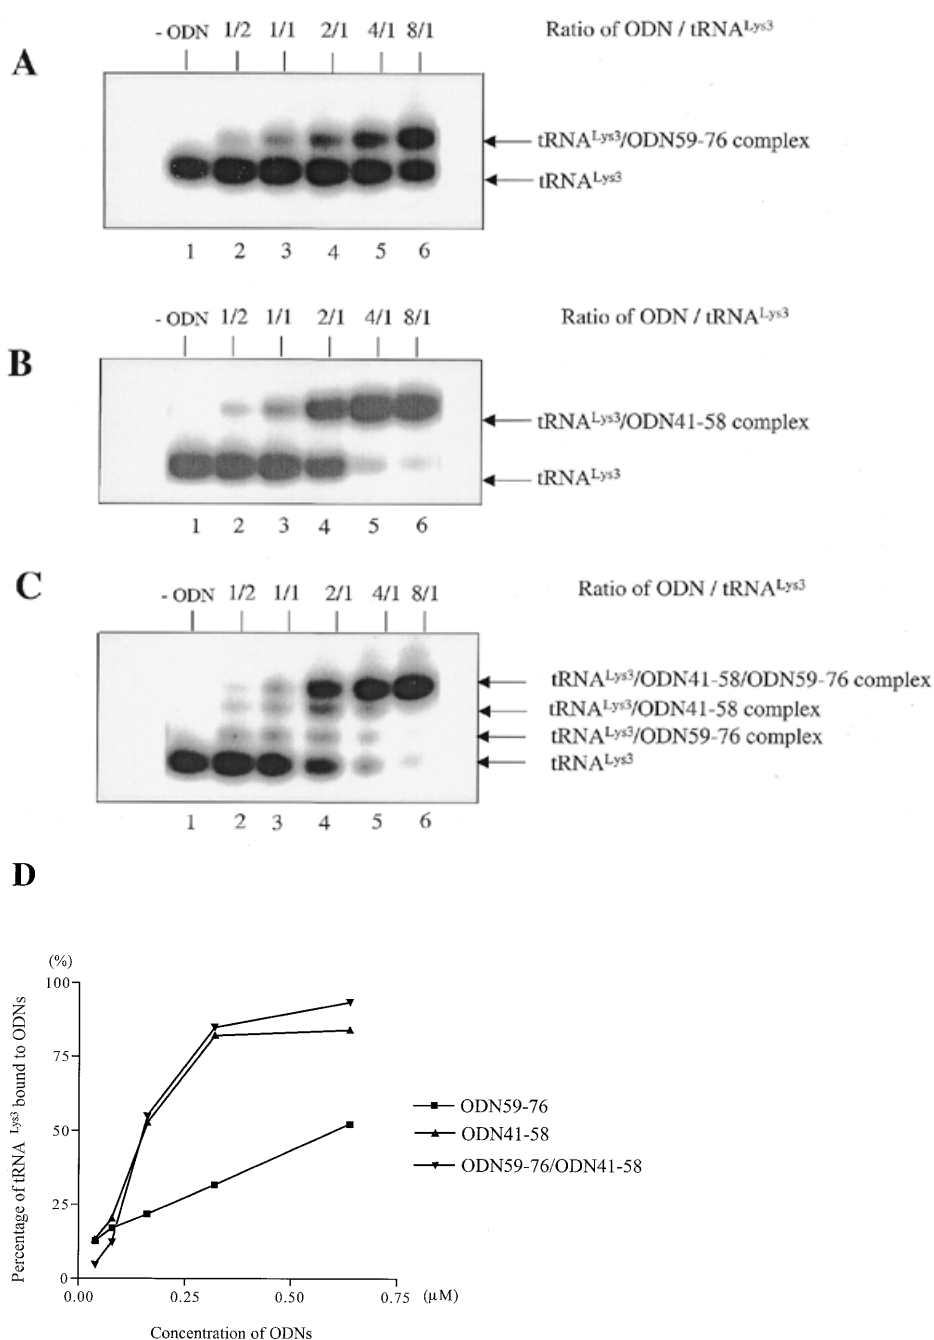 - ODN 1/2 1/1 2/1 4/1 8/1 Ratio of ODN / tRNALys3
A
tRNALys3/ODN59-76 complex
tRNALys3
1 2 3 4 5 6
- ODN 1/2 1/1 2/1 4/1 8/1 Ratio of ODN / tRNALys3
B
tRNALys3/ODN41-58 complex
tRNALys3
1 2 3 4 5 6
C
- ODN 1/2 1/1 2/1 4/1 8/1 Ratio of ODN / tRNALys3
tRNALys3/ODN41-58/ODN59-76 complex
tRNALys3/ODN41-58 complex
tRNALys3/ODN59-76 complex
tRNALys3
1 2 3 4 5 6
D
(%)
100
75
50
25
0
Percentage of tRNA Lys3 bound to ODNs
ODN59-76
ODN41-58
ODN59-76/ODN41-58
0.00 0.25 0.50 0.75 (μM)
Concentration of ODNs